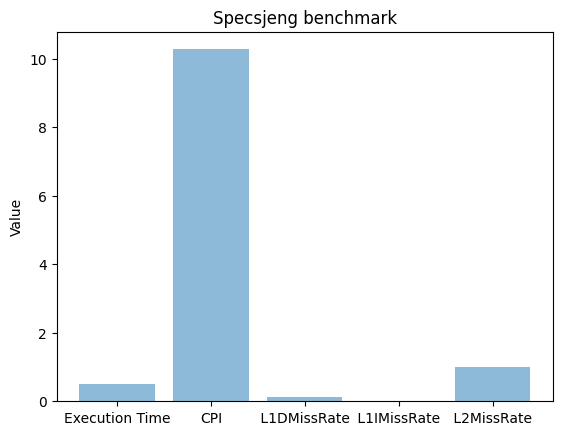 Specsjeng benchmark
Value
10
8
6
4
2
0
Execution Time CPI L1DMissRate L1IMissRate L2MissRate